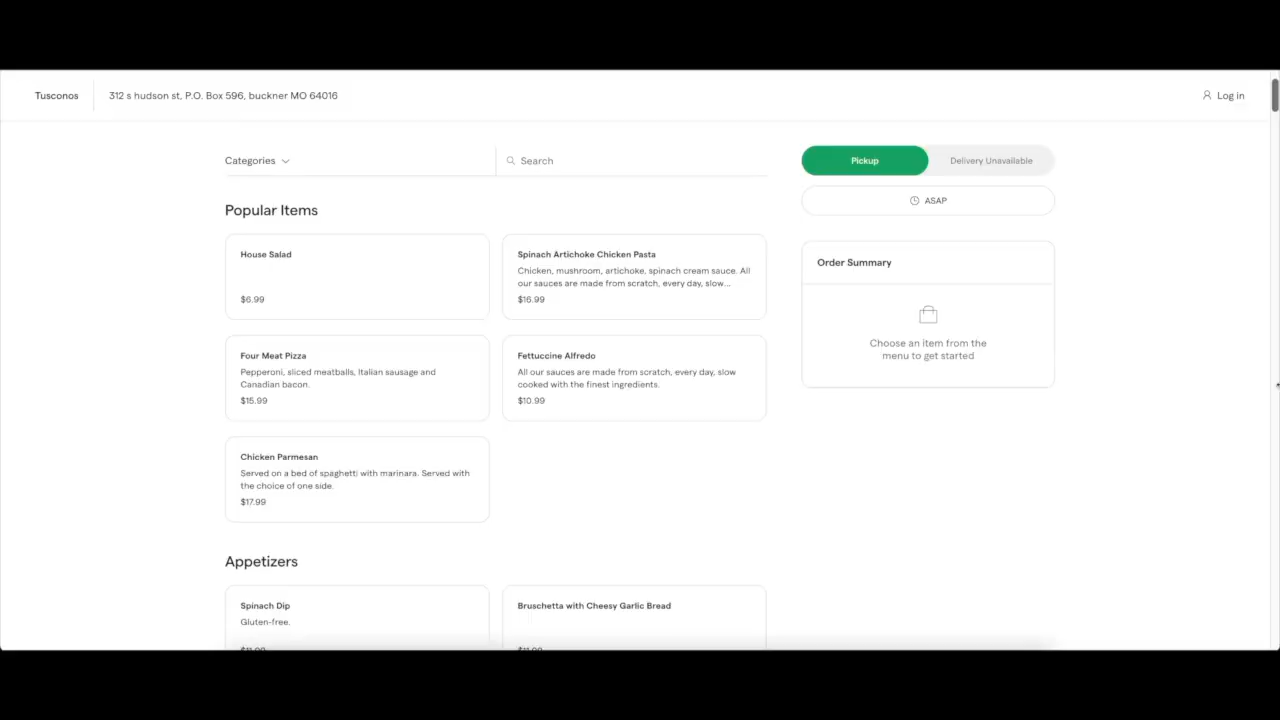 Tusconos
312 s hudson st, P.O. Box 596, buckner MO 64016
Log in
Categories
Search
Pickup
Delivery Unavailable
ASAP
Popular Items
House Salad
$6.99
Spinach Artichoke Chicken Pasta
Chicken, mushroom, artichoke, spinach cream sauce. All
our sauces are made from scratch, every day, slow...
$16.99
Four Meat Pizza
Pepperoni, sliced meatballs, Italian sausage and
Canadian bacon.
$15.99
Fettuccine Alfredo
All our sauces are made from scratch, every day, slow
cooked with the finest ingredients.
$10.99
Chicken Parmesan
Served on a bed of spaghetti with marinara. Served with
the choice of one side.
$17.99
Order Summary
Choose an item from the
menu to get started
Appetizers
Spinach Dip
Gluten-free.
Bruschetta with Cheesy Garlic Bread